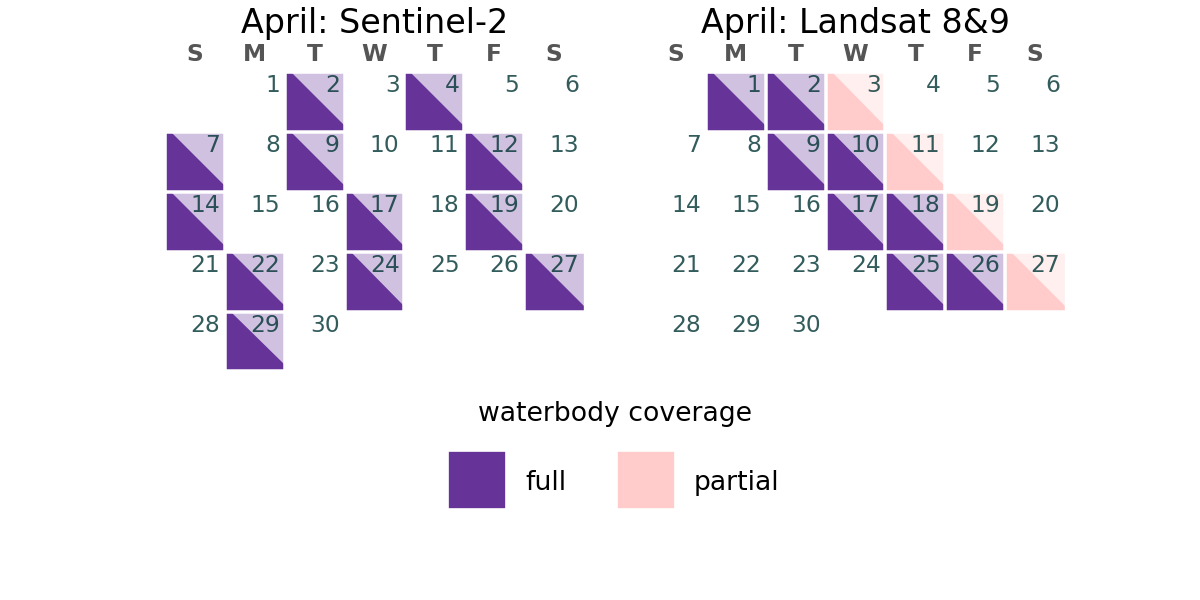 April: Sentinel-2
S M T W T F S
1 2 3 4 5 6
7 8 9 10 11 12 13
14 15 16 17 18 19 20
21 22 23 24 25 26 27
28 29 30
April: Landsat 8&9
S M T W T F S
1 2 3 4 5 6
7 8 9 10 11 12 13
14 15 16 17 18 19 20
21 22 23 24 25 26 27
28 29 30
waterbody coverage
full
partial